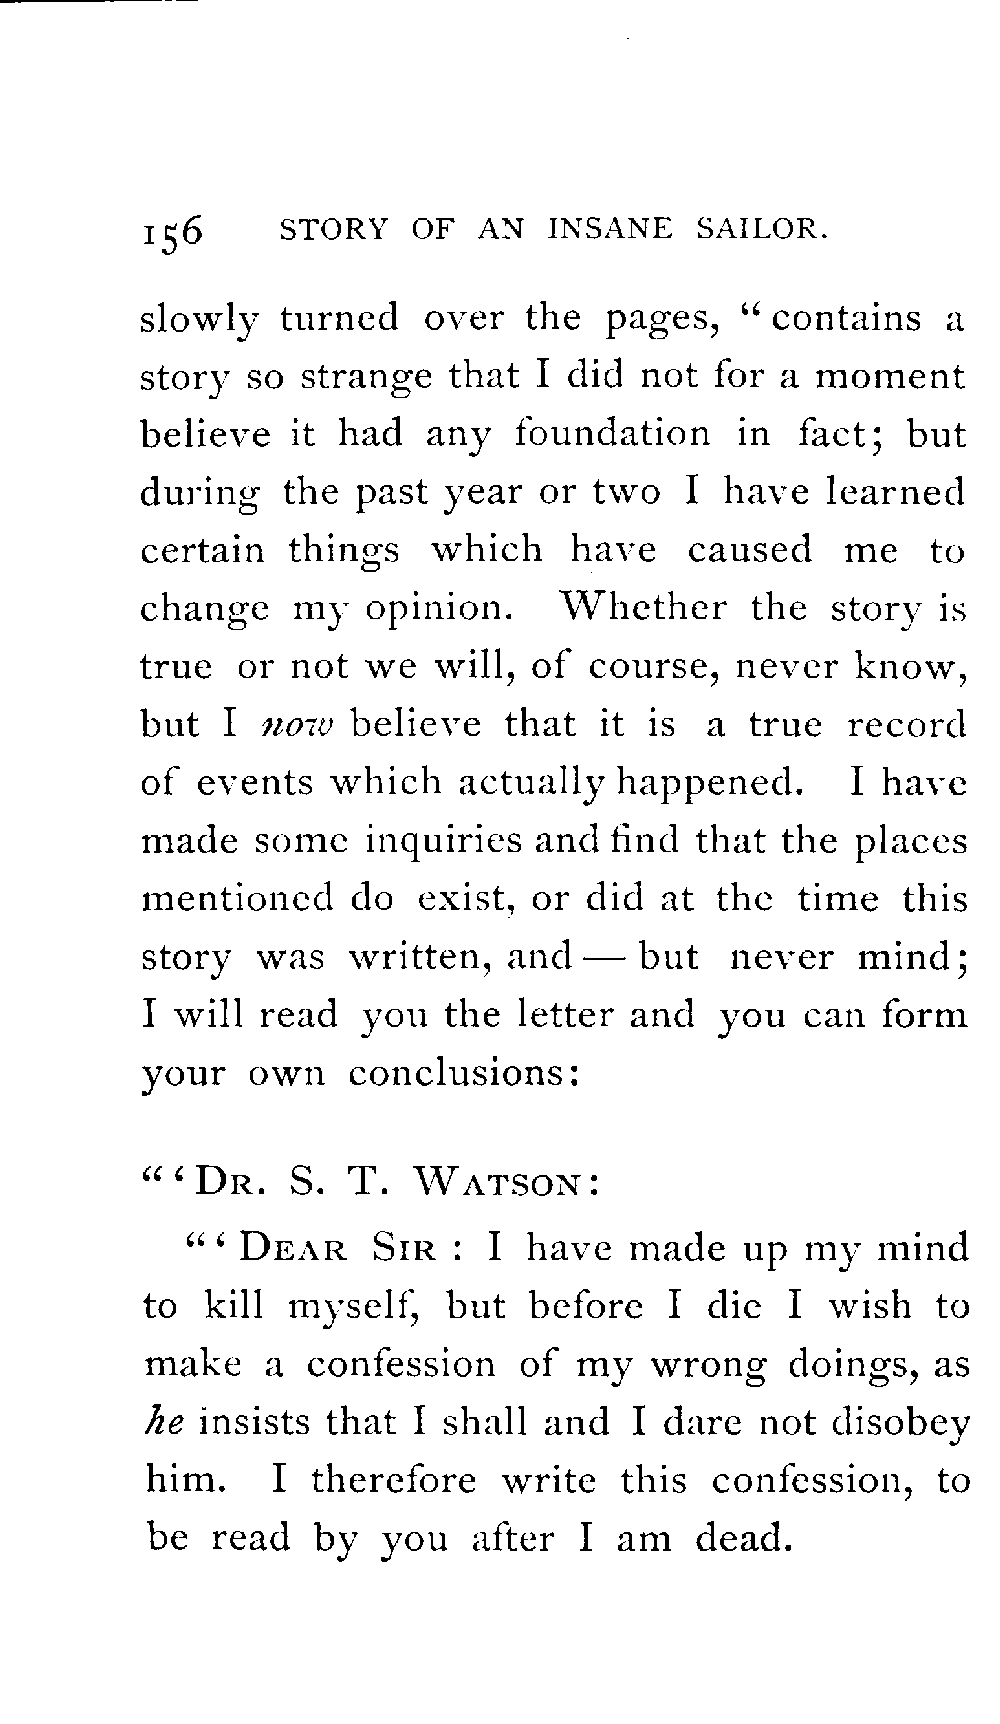 156 STORY OF AN INSANE SAILOR.
slowly turned over the pages, “ contains a
story so strange that I did not for a moment
believe it had any foundation in fact; but
during the past year or two I have learned
certain things which have caused me to
change my opinion. Whether the story is
true or not we will, of course, never know,
but I now believe that it is a true record
of events which actually happened. I have
made some inquiries and find that the places
mentioned do exist, or did at the time this
story was written, and — but never mind;
I will read you the letter and you can form
your own conclusions:
“ ‘ DR. S. T. WATSON:
“ ‘ DEAR SIR : I have made up my mind
to kill myself, but before I die I wish to
make a confession of my wrong doings, as
he insists that I shall and I dare not disobey
him. I therefore write this confession, to
be read by you after I am dead.